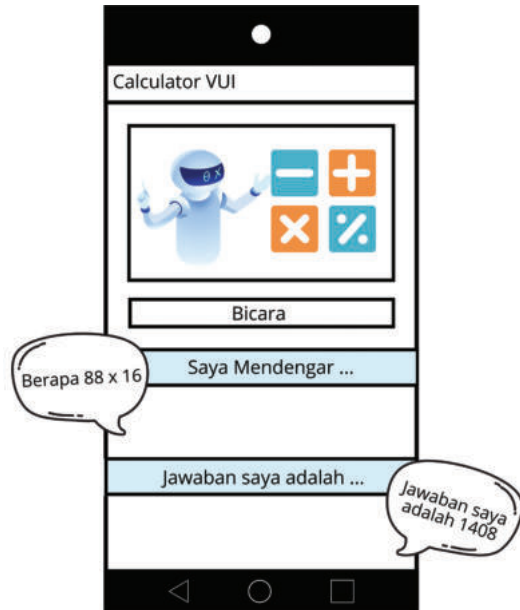 Calculator VUI
θ x
Bicara
Saya Mendengar ...
Berapa 88 x 16
Jawaban saya adalah ...
Jawaban saya
adalah 1408